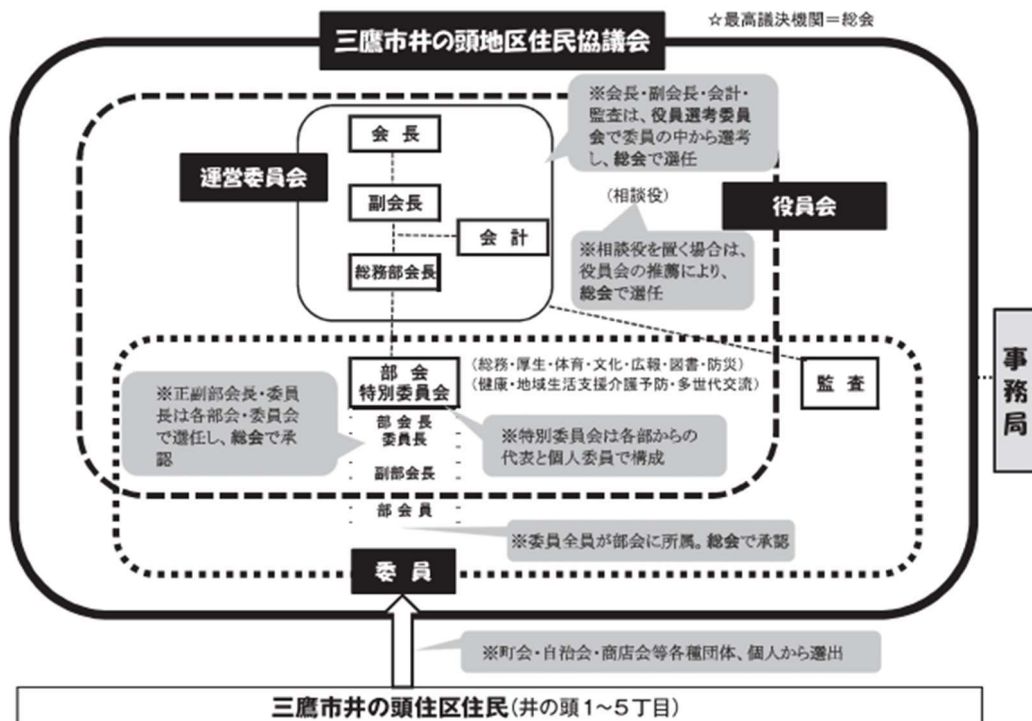 ☆最高議決機関＝総会
三鷹市井の頭地区住民協議会
※会長・副会長・会計・
監査は、役員選考委員
会で委員の中から選考
し、総会で選任
会 長
運営委員会
副会長
(相談役)
役員会
会 計
※相談役を置く場合は、
役員会の推薦により、
総会で選任
総務部会長
事務局
部 会
特別委員会
(総務・厚生・体育・文化・広報・図書・防災)
(健康・地域生活支援介護予防・多世代交流)
監 査
※正副部会長・委員
長は各部会・委員会
で選任し、総会で承
認
部 会 長
委 員 長
※特別委員会は各部からの
代表と個人委員で構成
副部会長
部 会 員
※委員全員が部会に所属。総会で承認
委 員
※町会・自治会・商店会等各種団体、個人から選出
三鷹市井の頭住区住民(井の頭1～5丁目)